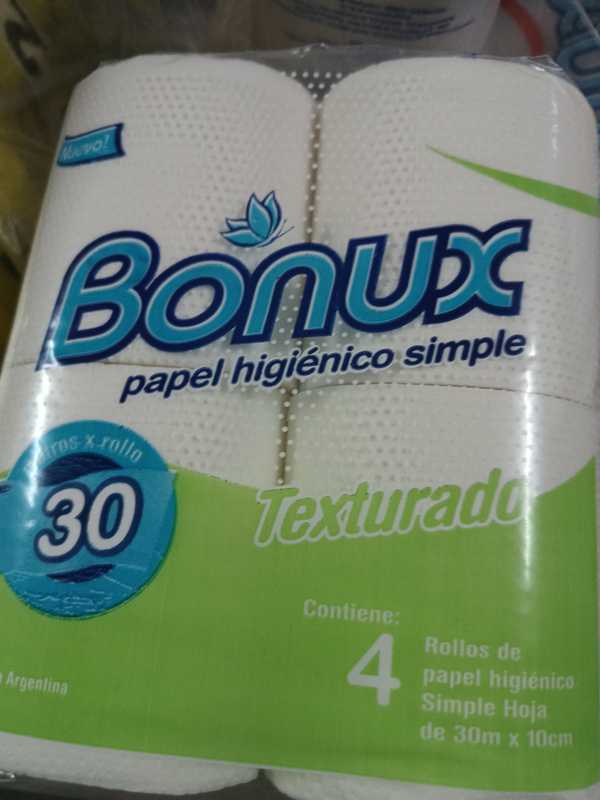 Nuevo!
Bonux
papel higiénico simple
x rollo
30
Texturado
Contiene:
4
Rollos de
papel higiénico
Simple Hoja
de 30m x 10cm
Argentina